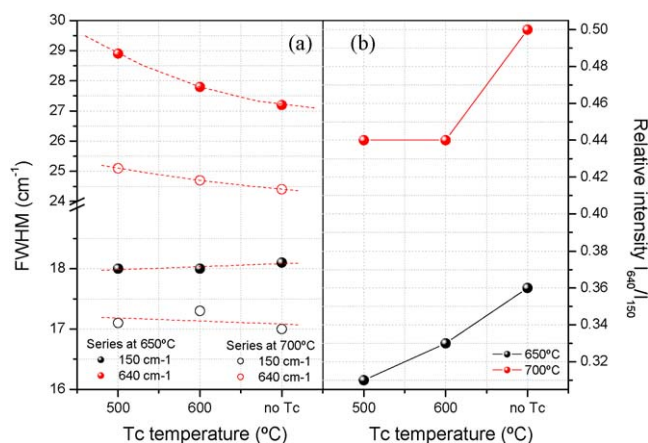 (a)
(b)
FWHM (cm-1)
30
29
28
27
26
25
24
18
17
16
Series at 650ºC
150 cm-1
640 cm-1
Series at 700ºC
150 cm-1
640 cm-1
500
600
no Tc
Tc temperature (ºC)
650ºC
700ºC
500
600
no Tc
Tc temperature (ºC)
0.50
0.48
0.46
0.44
0.42
0.40
0.38
0.36
0.34
0.33
0.31
Relative intensity I640/I150